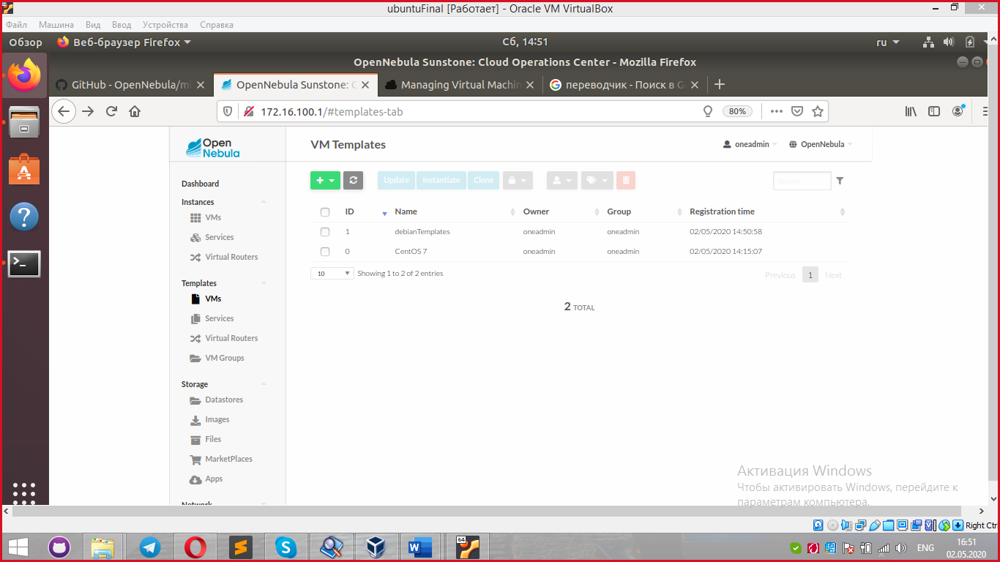 ubuntuFinal [Работает] - Oracle VM VirtualBox
Файл Машина Вид Ввод Устройства Справка
Обзор Веб-браузер Firefox Сб, 14:51 ru
OpenNebula Sunstone: Cloud Operations Center - Mozilla Firefox
GitHub - OpenNebula/mi OpenNebula Sunstone: C Managing Virtual Machin переводчик - Поиск в G
172.16.100.1/#templates-tab 80%
Open Nebula VM Templates oneadmin OpenNebula
Update Instantiate Clone Search
Dashboard
Instances
VMs
Services
Virtual Routers
Templates
VMs
Services
Virtual Routers
VM Groups
Storage
Datastores
Images
Files
MarketPlaces
Apps
Network
ID Name Owner Group Registration time
1 debianTemplates oneadmin oneadmin 02/05/2020 14:50:58
0 CentOS 7 oneadmin oneadmin 02/05/2020 14:15:07
10 Showing 1 to 2 of 2 entries Previous 1 Next
2 TOTAL
Активация Windows
Чтобы активировать Windows, перейдите к
параметрам компьютера.
Right Ctrl
64
ENG 16:51
02.05.2020